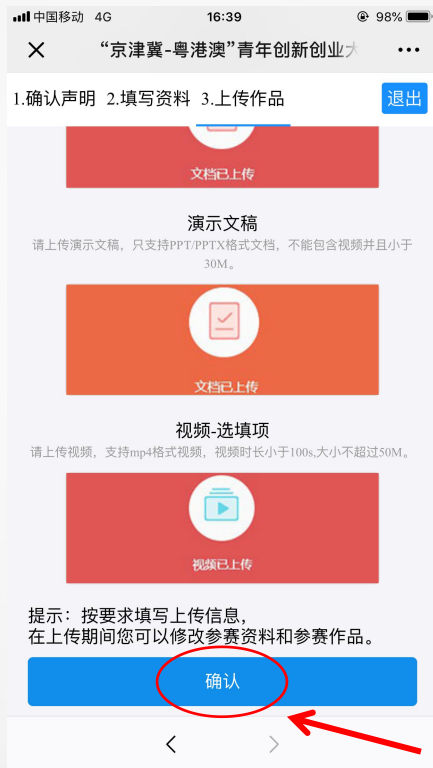 中国移动 4G 16:39 98%
“京津冀-粤港澳”青年创新创业
1.确认声明 2.填写资料 3.上传作品 退出
文档已上传
演示文稿
请上传演示文稿，只支持PPT/PPTX格式文档，不能包含视频并且小于
30M。
文档已上传
视频-选填项
请上传视频，支持mp4格式视频，视频时长小于100s,大小不超过50M。
视频已上传
提示：按要求填写上传信息，
在上传期间您可以修改参赛资料和参赛作品。
确认